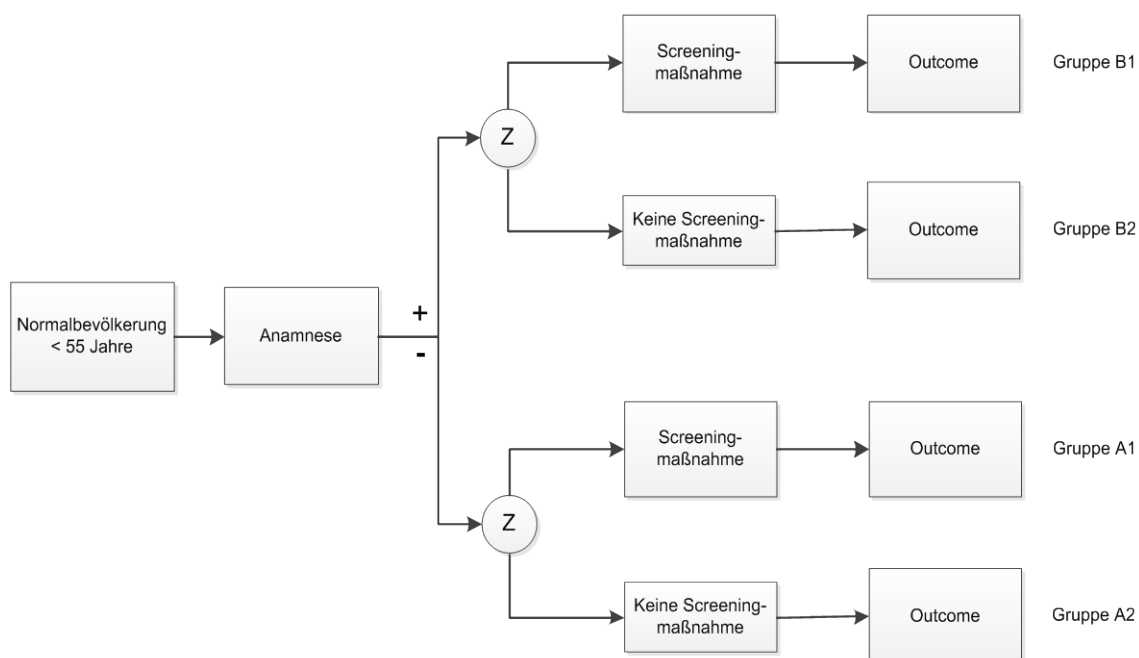 Screening-
maßnahme
Outcome
Gruppe B1
Z
Keine Screening-
maßnahme
Outcome
Gruppe B2
Normalbevölkerung
< 55 Jahre
Anamnese
+
-
Screening-
maßnahme
Outcome
Gruppe A1
Z
Keine Screening-
maßnahme
Outcome
Gruppe A2